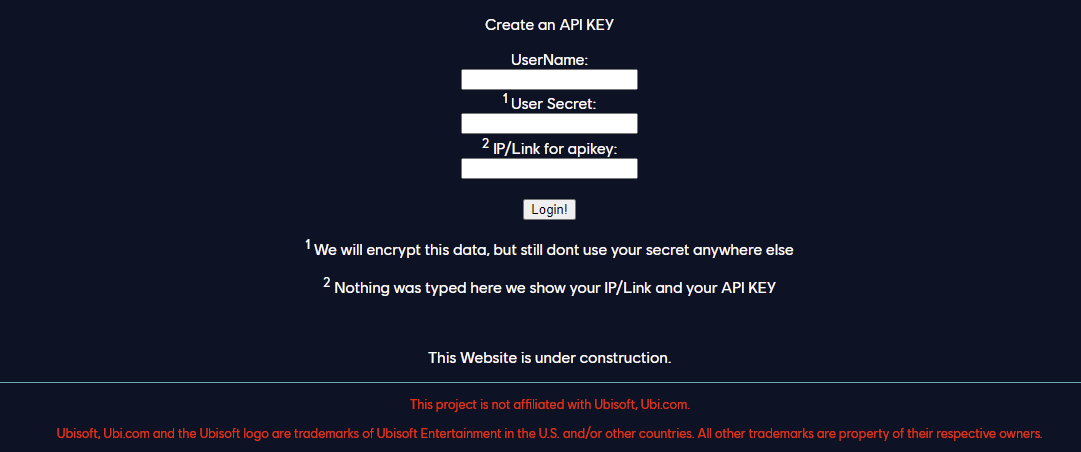 Create an API KEY
UserName:
1 User Secret:
2 IP/Link for apikey:
Login!
1 We will encrypt this data, but still dont use your secret anywhere else
2 Nothing was typed here we show your IP/Link and your API KEY
This Website is under construction.
This project is not affiliated with Ubisoft, Ubi.com.
Ubisoft, Ubi.com and the Ubisoft logo are trademarks of Ubisoft Entertainment in the U.S. and/or other countries. All other trademarks are property of their respective owners.